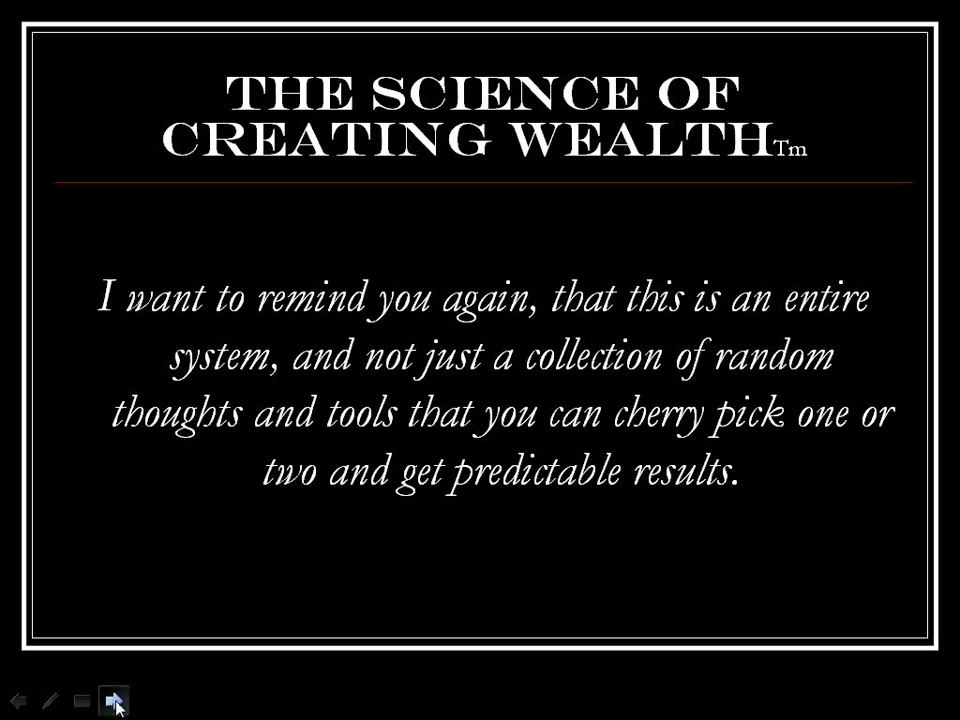 THE SCIENCE OF
CREATING WEALTHTm
I want to remind you again, that this is an entire
system, and not just a collection of random
thoughts and tools that you can cherry pick one or
two and get predictable results.